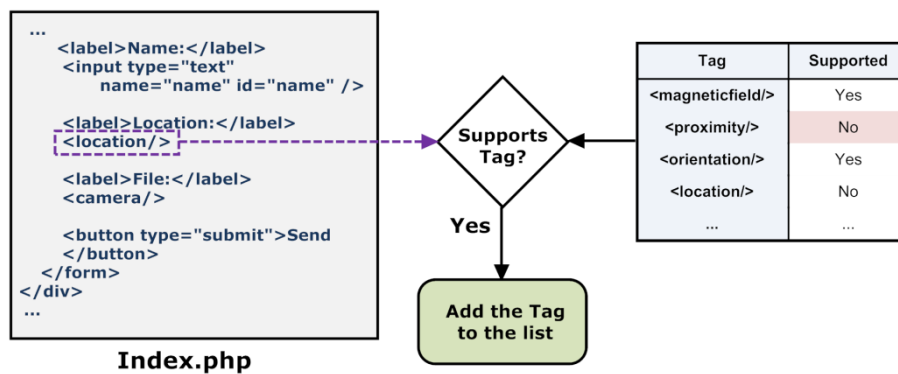 ...
<label>Name:</label>
<input type="text"
name="name" id="name" />
<label>Location:</label>
<location/>
<label>File:</label>
<camera/>
<button type="submit">Send
</button>
</form>
</div>
...
Index.php
Supports
Tag?
Yes
Add the Tag
to the list
Tag Supported
<magneticfield/> Yes
<proximity/> No
<orientation/> Yes
<location/> No
... ...